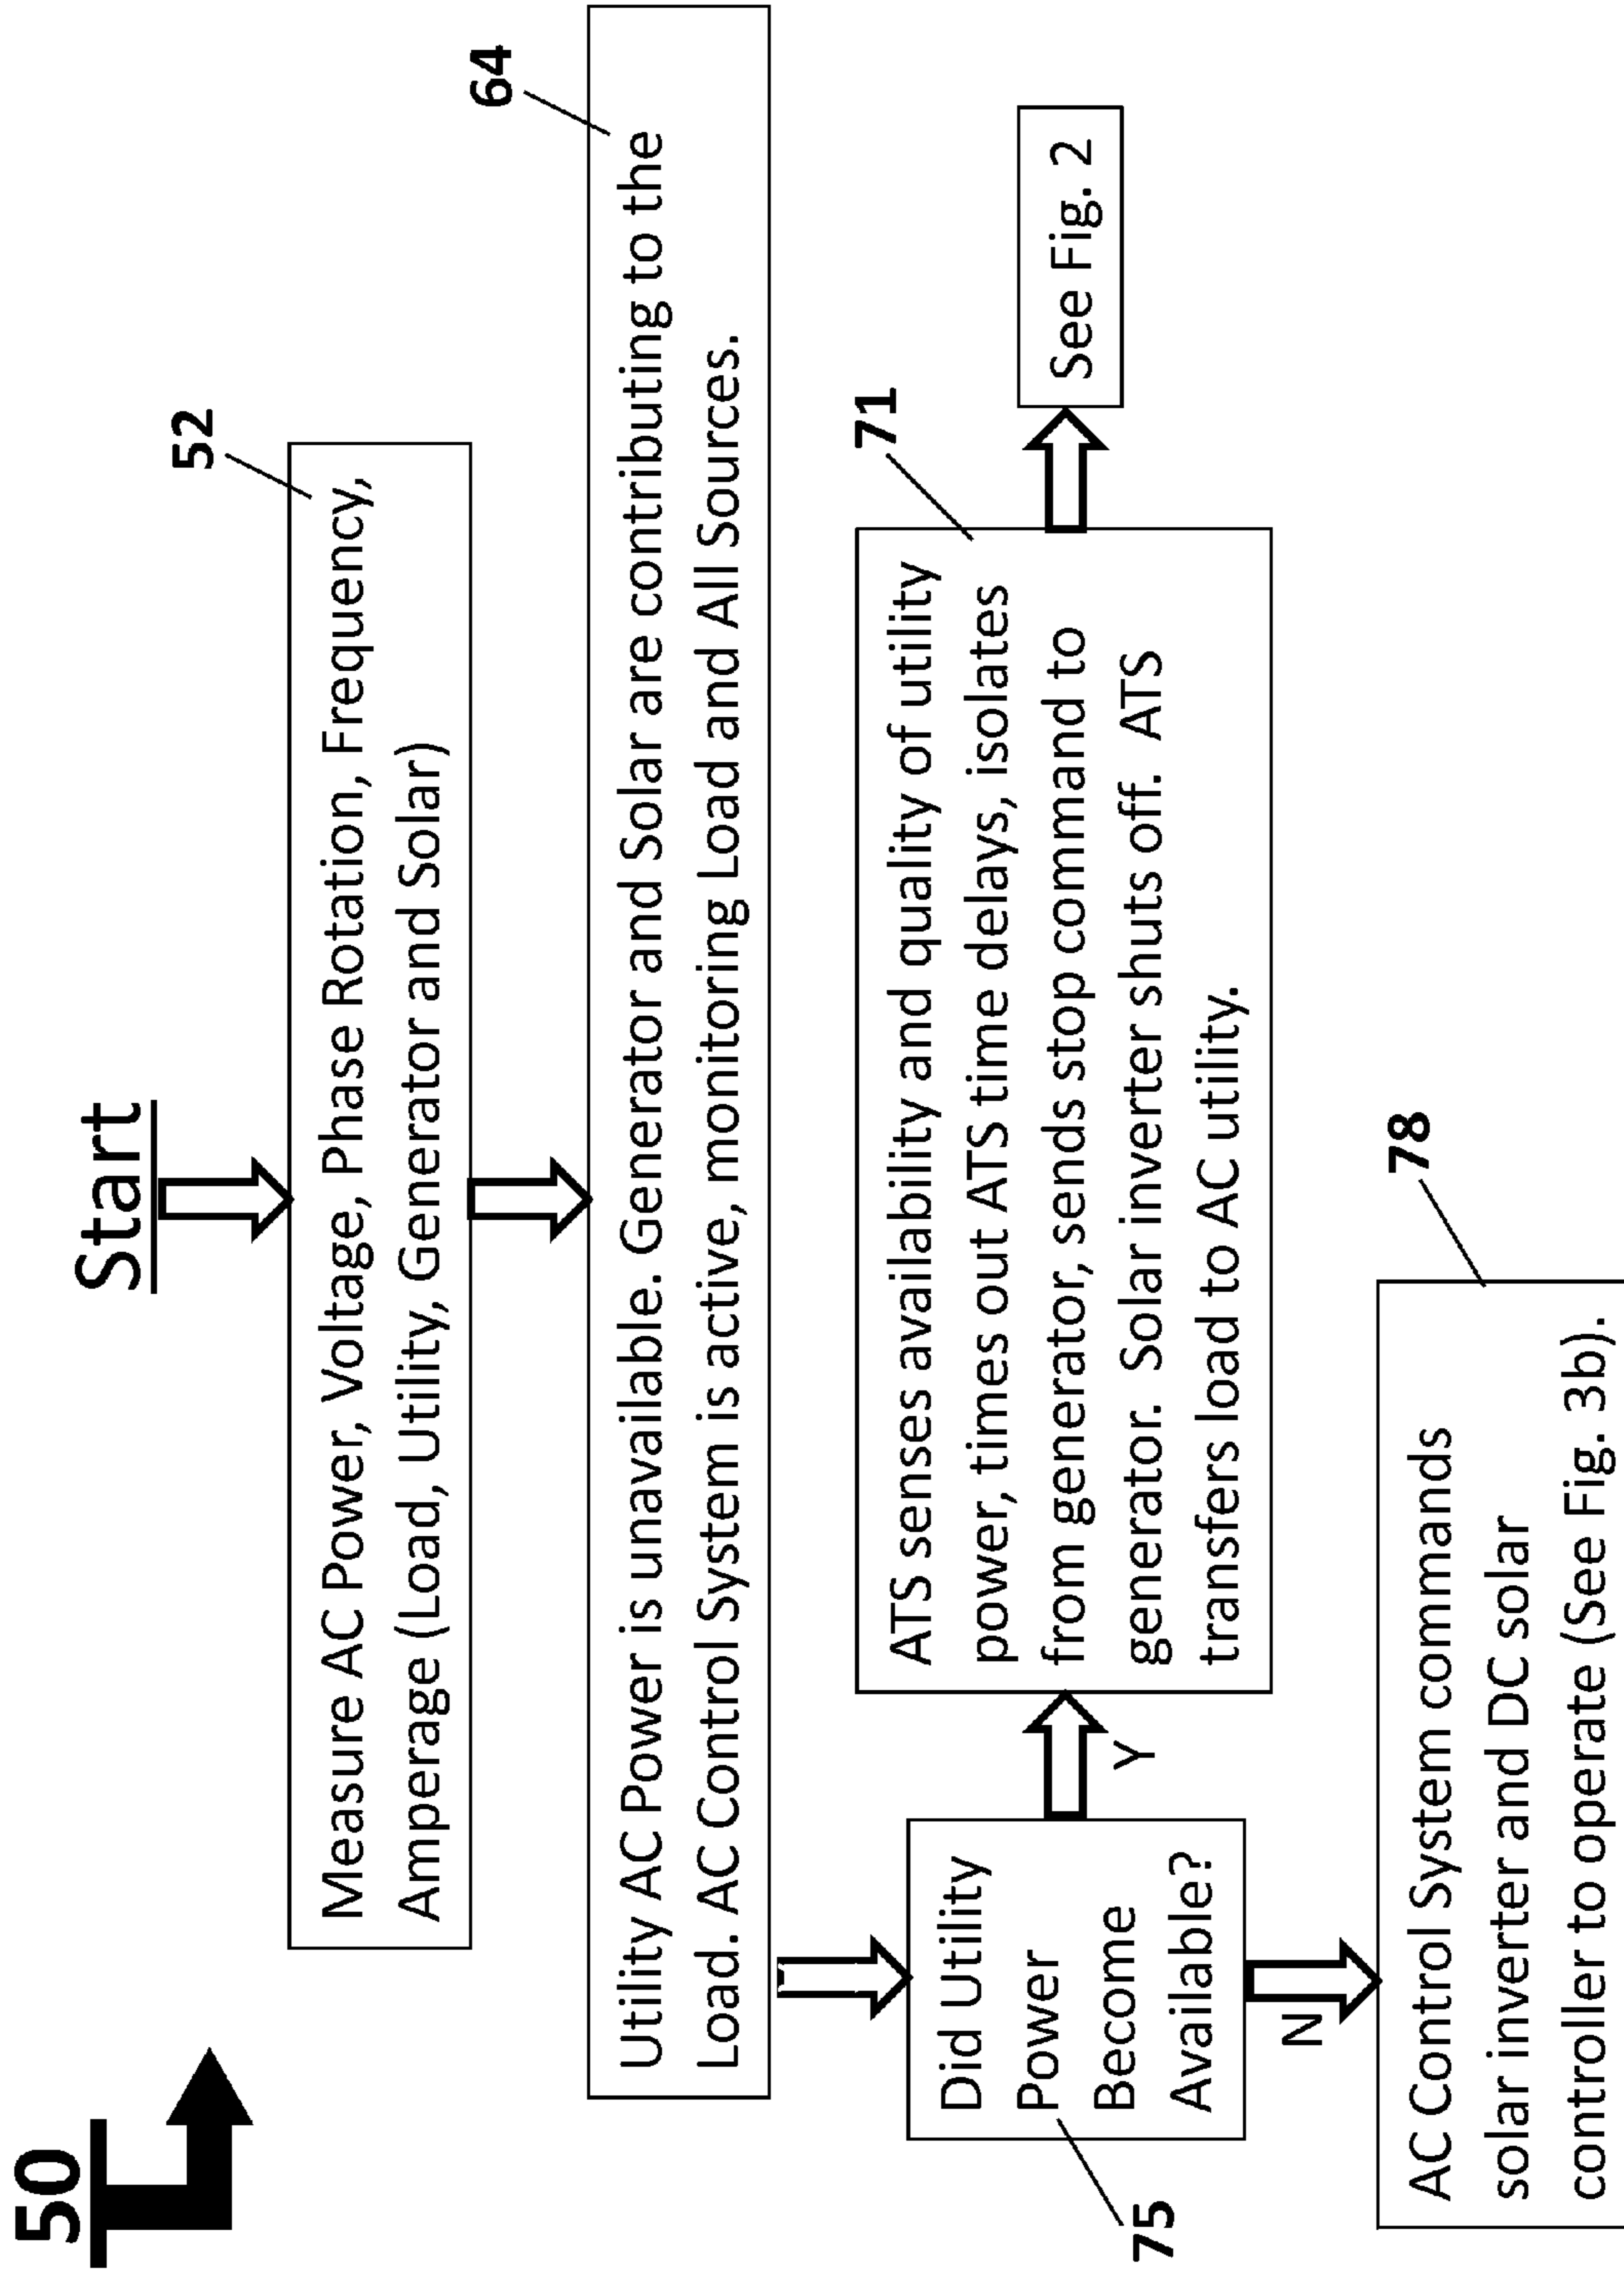 50
Start
52
Measure AC Power, Voltage, Phase Rotation, Frequency,
Amperage (Load, Utility, Generator and Solar)
64
Utility AC Power is unavailable. Generator and Solar are contributing to the
Load. AC Control System is active, monitoring Load and All Sources.
75
Did Utility
Power
Become
Available?
Y
71
ATS senses availability and quality of utility
power, times out ATS time delays, isolates
from generator, sends stop command to
generator. Solar inverter shuts off. ATS
transfers load to AC utility.
See Fig. 2
N
78
AC Control System commands
solar inverter and DC solar
controller to operate (See Fig. 3b).